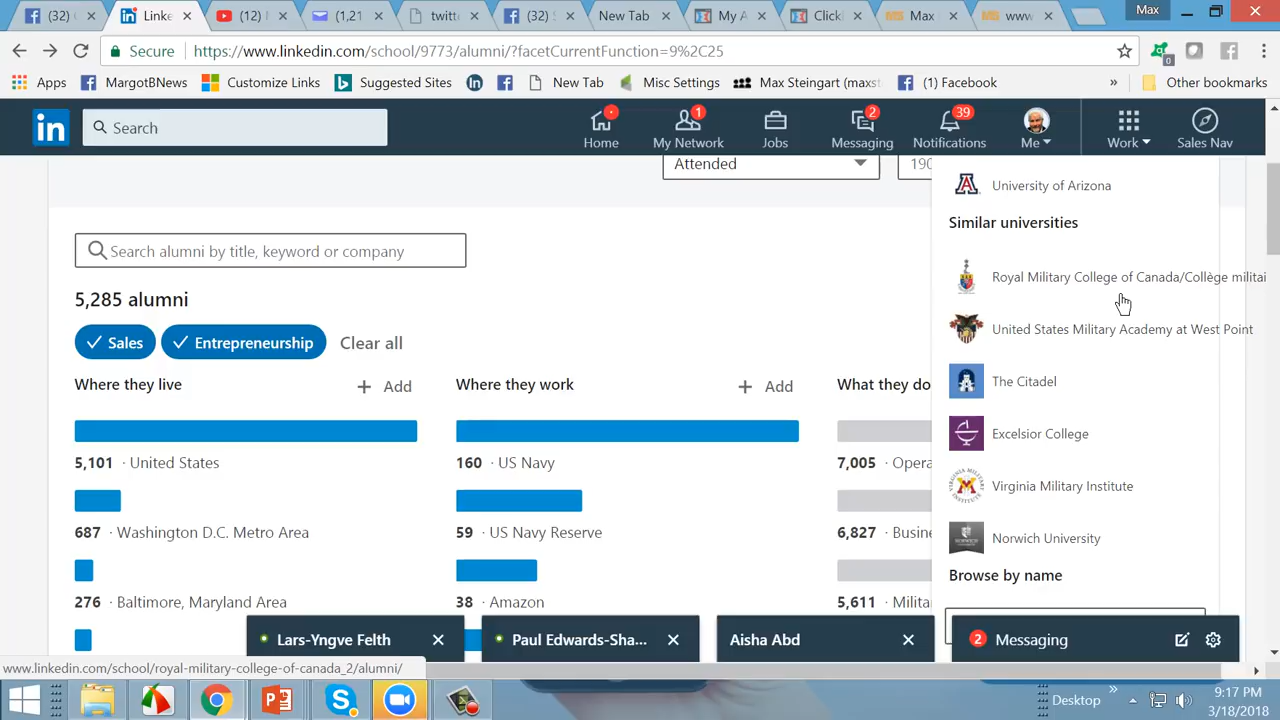 (32) (
Linke
(12) N
(1,21
twitte
(32) S
New Tab
My A
Click
Max
www
Max
Secure
https://www.linkedin.com/school/9773/alumni/?facetCurrentFunction=9%2C25
0
Apps
MargotBNews
Customize Links
Suggested Sites
New Tab
Misc Settings
Max Steingart (maxst
(1) Facebook
»
Other bookmarks
in
Search
Home
1
My Network
Jobs
2
Messaging
39
Notifications
Me
Work
Sales Nav
Attended
190
University of Arizona
Similar universities
Royal Military College of Canada/Collège militai
United States Military Academy at West Point
The Citadel
Excelsior College
Virginia Military Institute
Norwich University
Browse by name
Search alumni by title, keyword or company
5,285 alumni
Sales
Entrepreneurship
Clear all
Where they live
+ Add
Where they work
+ Add
What they do
5,101 · United States
160 · US Navy
7,005 · Opera
687 · Washington D.C. Metro Area
59 · US Navy Reserve
6,827 · Busin
276 · Baltimore, Maryland Area
38 · Amazon
5,611 · Milita
Lars-Yngve Felth
Paul Edwards-Sha...
Aisha Abd
2 Messaging
www.linkedin.com/school/royal-military-college-of-canada_2/alumni/
Desktop
»
9:17 PM
3/18/2018